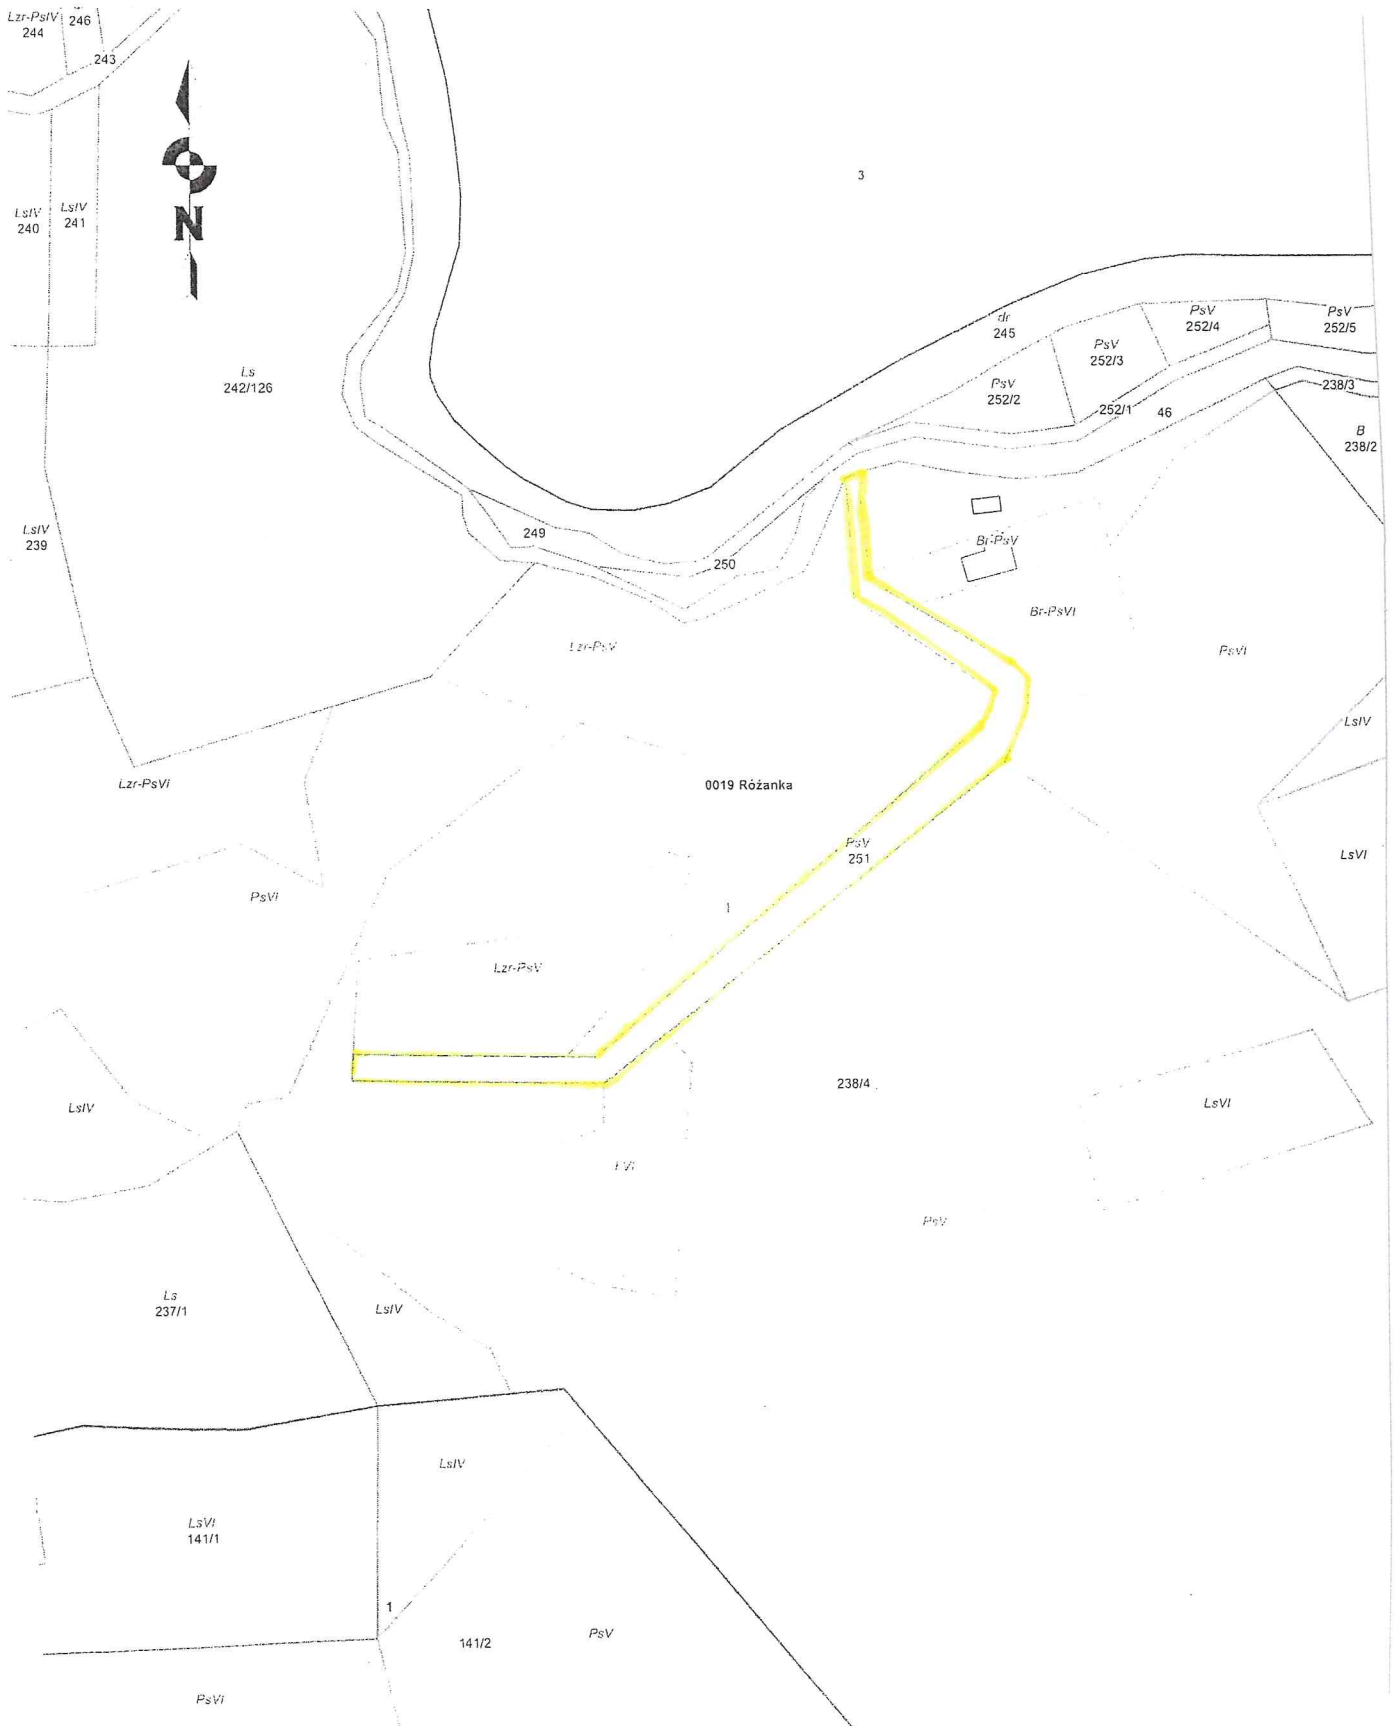 Lzr-PsIV
244
246
243
LsIV
240
LsIV
241
N
3
Ls
242/126
dr
245
PsV
252/4
PsV
252/5
PsV
252/3
PsV
252/2
252/1
46
238/3
B
238/2
LsIV
239
249
250
Br-PsV
Br-PsVI
Lzr-PsV
PsVI
LsIV
Lzr-PsVI
0019 Różanka
PsV
251
LsVI
PsVI
1
Lzr-PsV
238/4
LsIV
LsVI
PsV
Ls
237/1
LsIV
LsIV
LsVI
141/1
1
141/2
PsV
PsVI